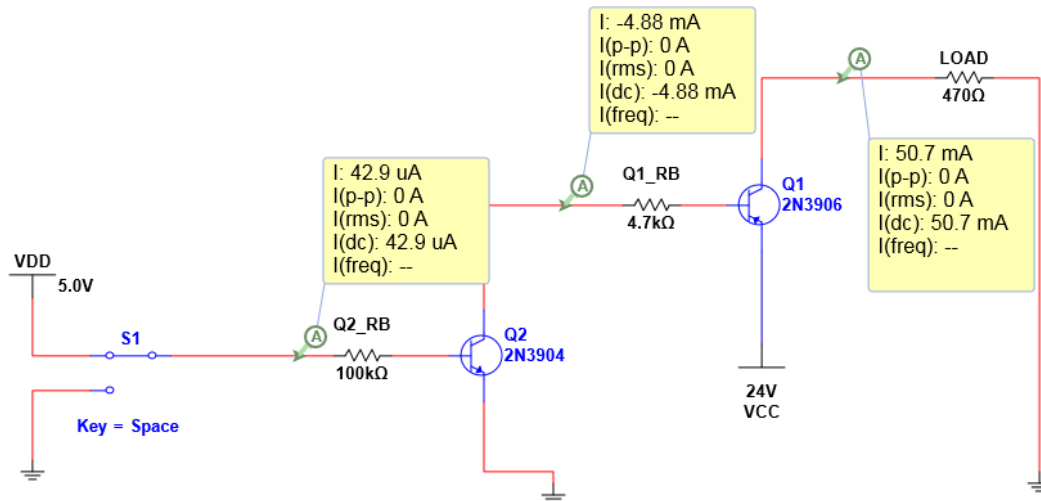 I: -4.88 mA
I(p-p): 0 A
I(rms): 0 A
I(dc): -4.88 mA
I(freq): --
A
LOAD
470Ω
I: 50.7 mA
I(p-p): 0 A
I(rms): 0 A
I(dc): 50.7 mA
I(freq): --
I: 42.9 uA
I(p-p): 0 A
I(rms): 0 A
I(dc): 42.9 uA
I(freq): --
A
Q1_RB
4.7kΩ
Q1
2N3906
VDD
5.0V
S1
A
Q2_RB
100kΩ
Q2
2N3904
24V
VCC
Key = Space